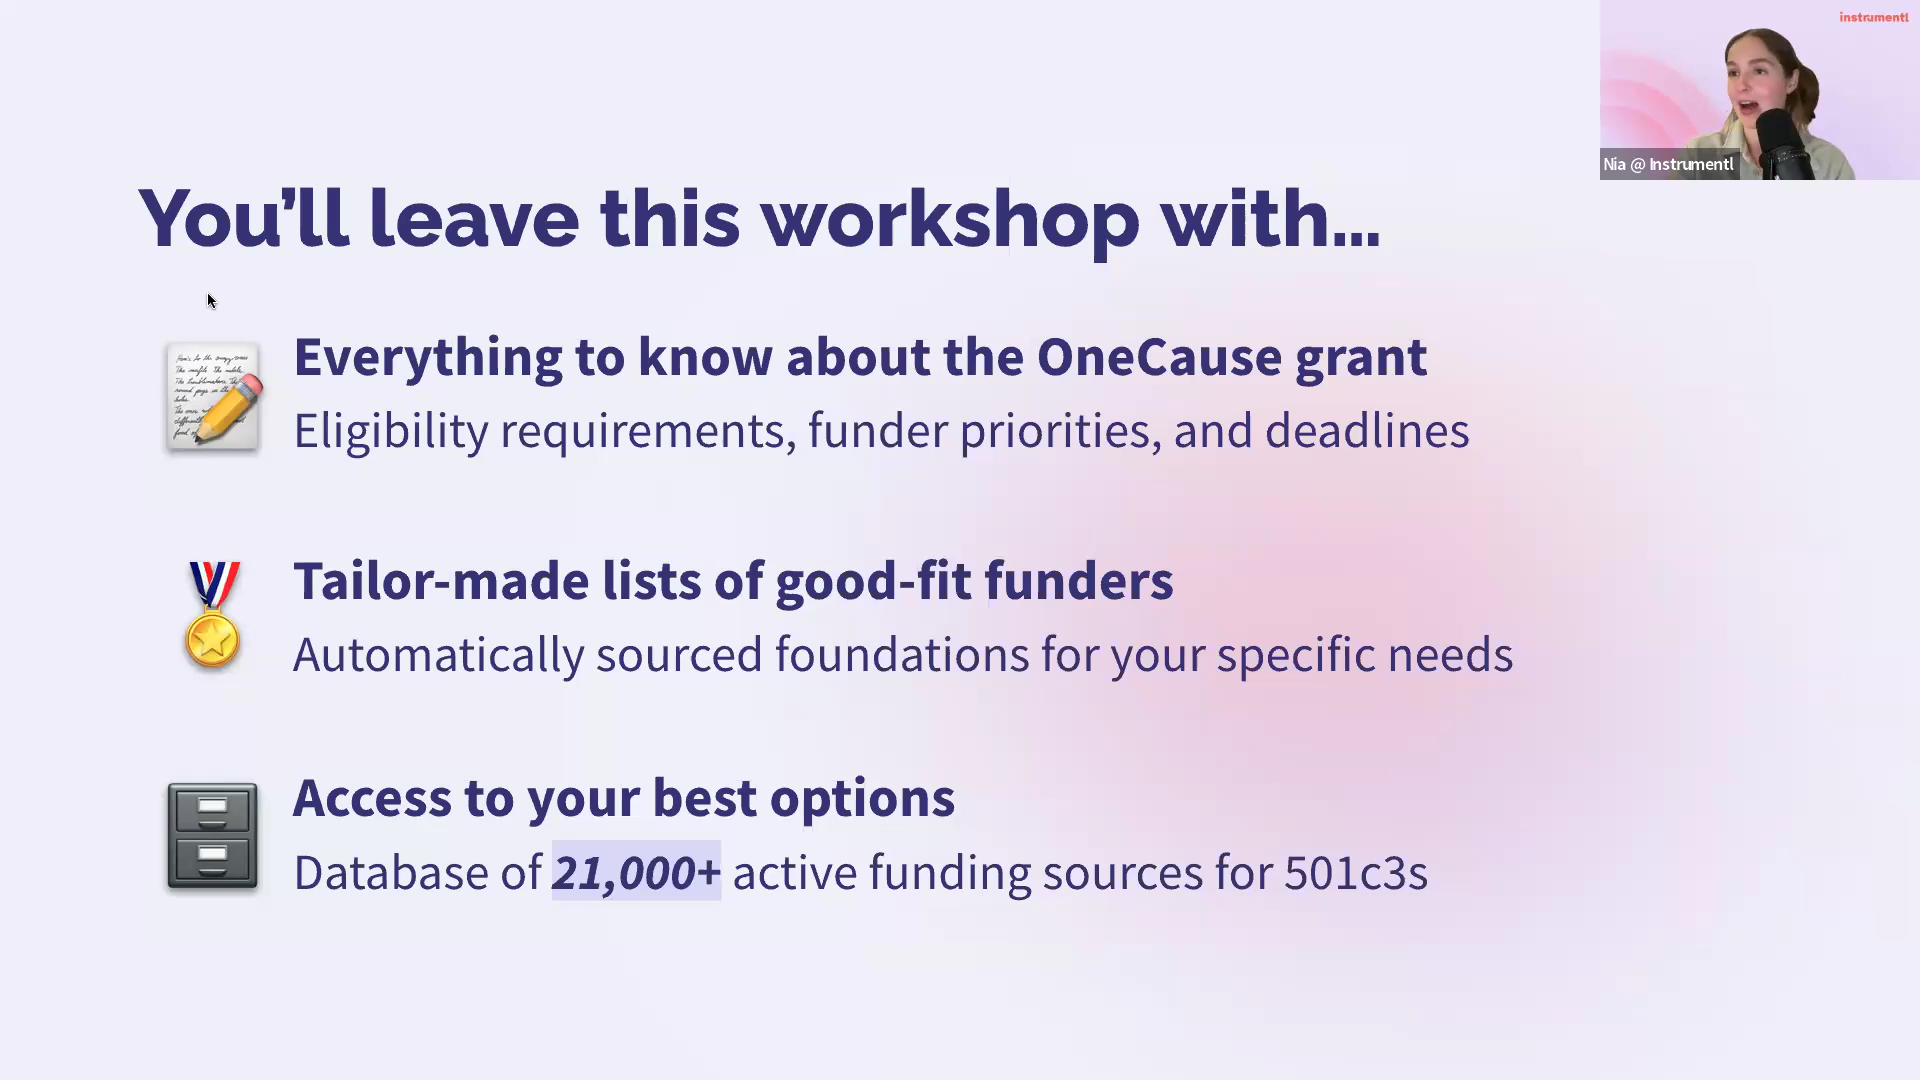 instrumentl
Nia @ Instrumentl
You’ll leave this workshop with...
Everything to know about the OneCause grant
Eligibility requirements, funder priorities, and deadlines
Tailor-made lists of good-fit funders
Automatically sourced foundations for your specific needs
Access to your best options
Database of 21,000+ active funding sources for 501c3s